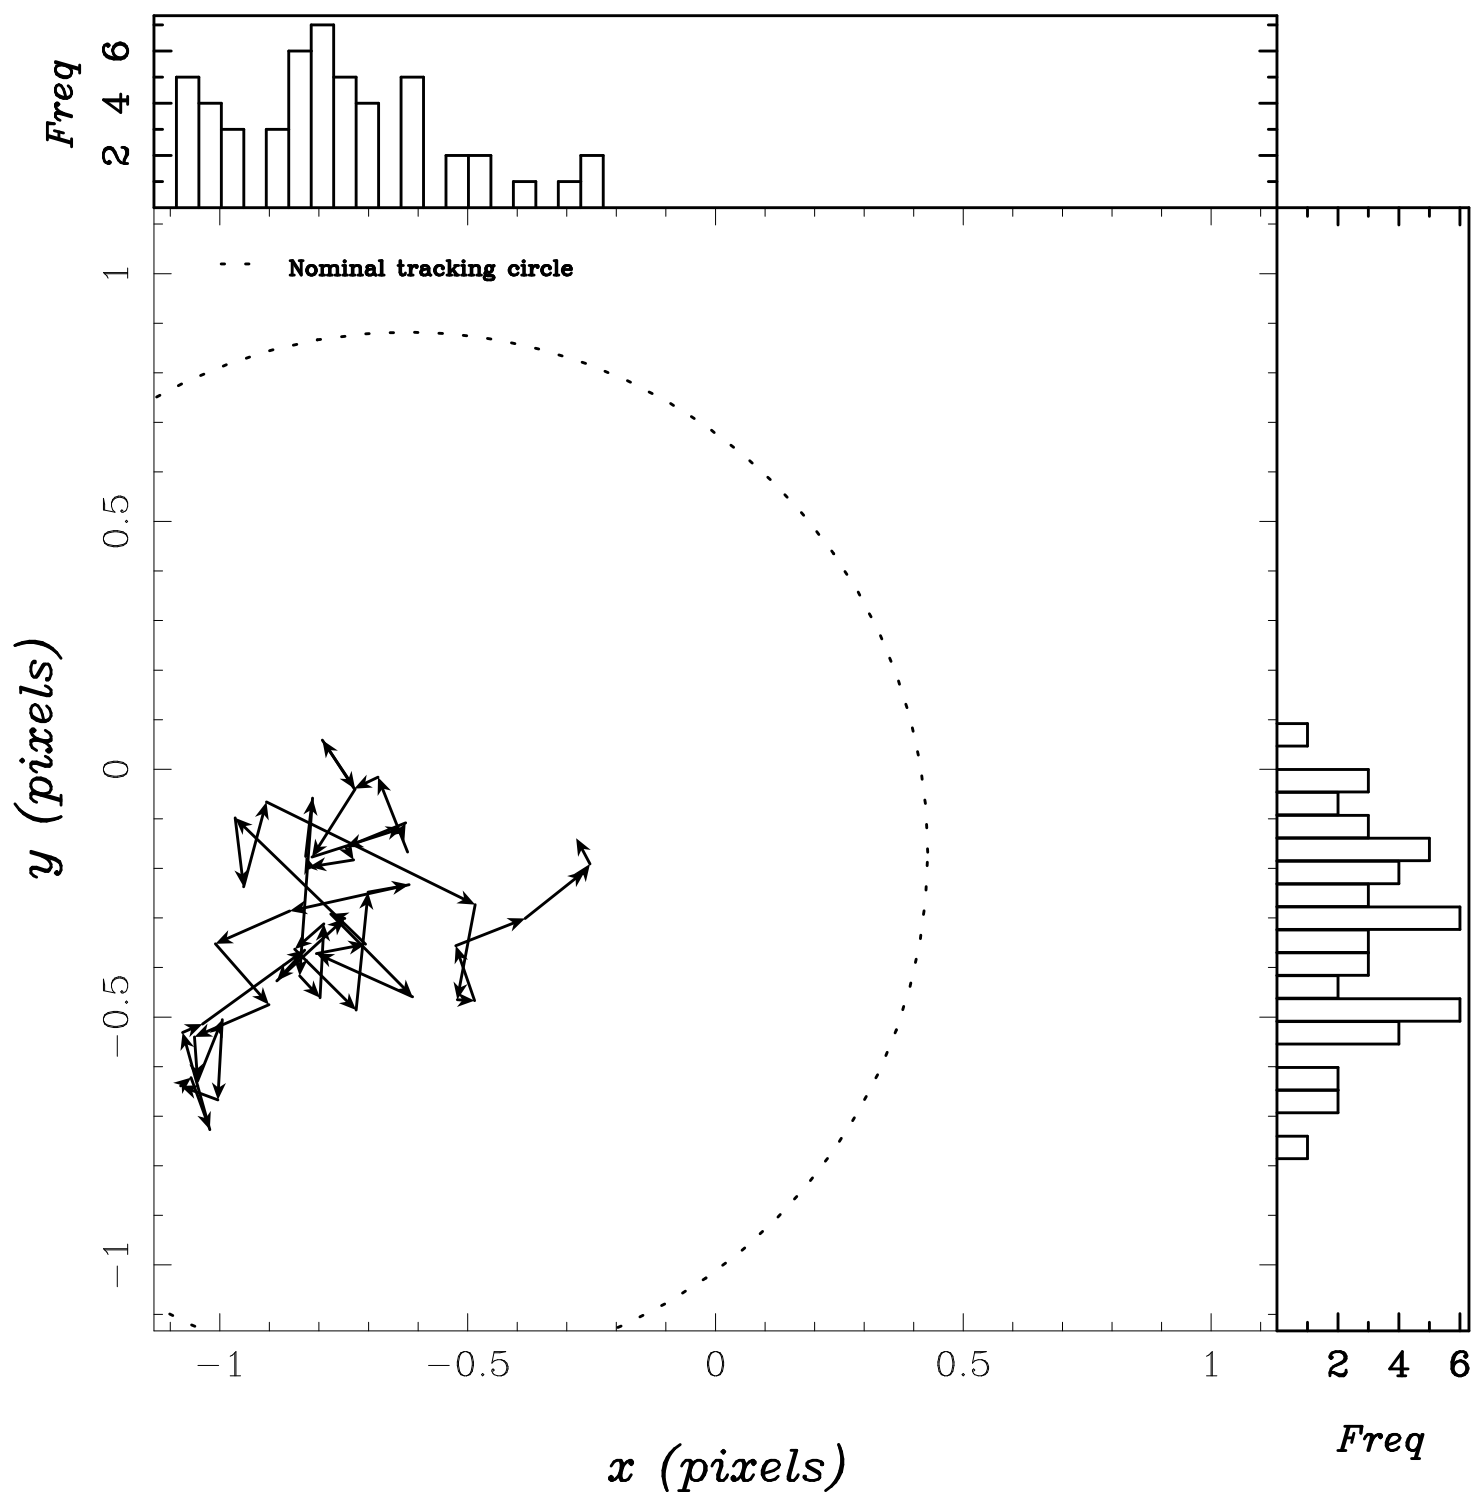 Freq
6
4
2
Nominal tracking circle
1
0.5
0
−0.5
−1
y (pixels)
−1 −0.5 0 0.5 1
2 4 6
x (pixels)
Freq